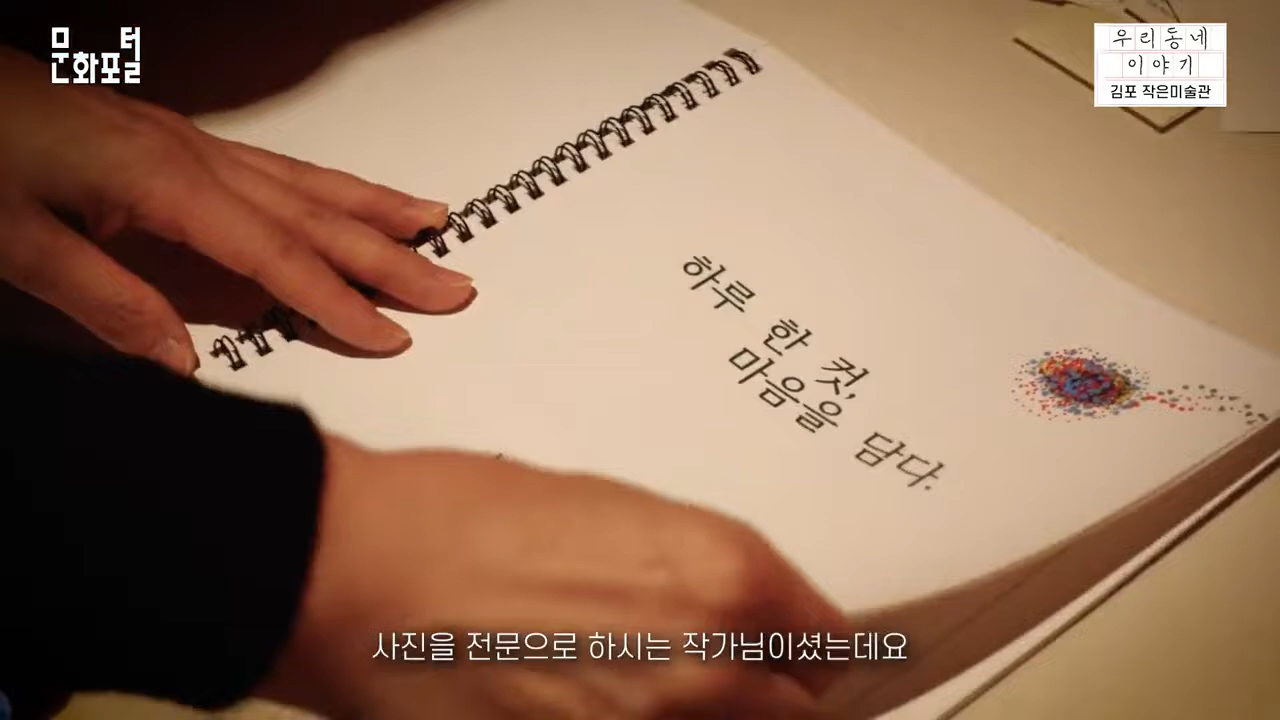 문화포털
우리동네
이야기
김포 작은미술관
하루 한 컷,
마음을 담다.
사진을 전문으로 하시는 작가님이셨는데요